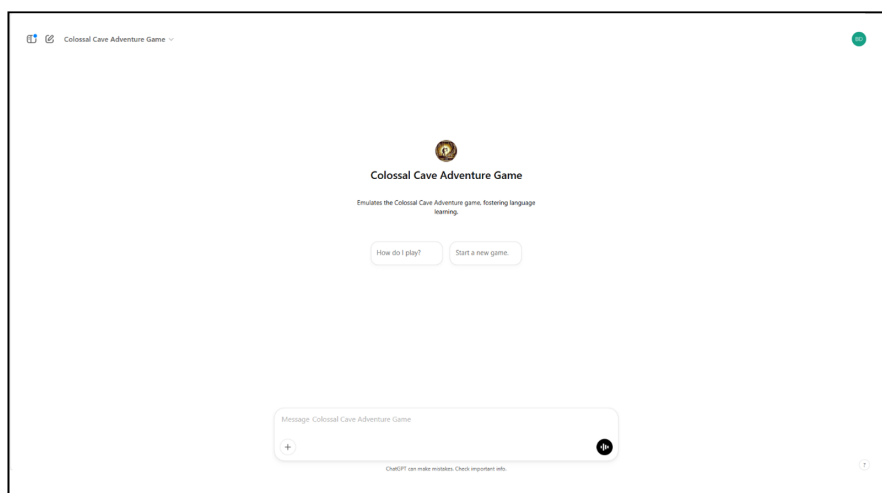 Colossal Cave Adventure Game
BD
Colossal Cave Adventure Game
Emulates the Colossal Cave Adventure game, fostering language
learning.
How do I play?
Start a new game.
Message Colossal Cave Adventure Game
ChatGPT can make mistakes. Check important info.
?